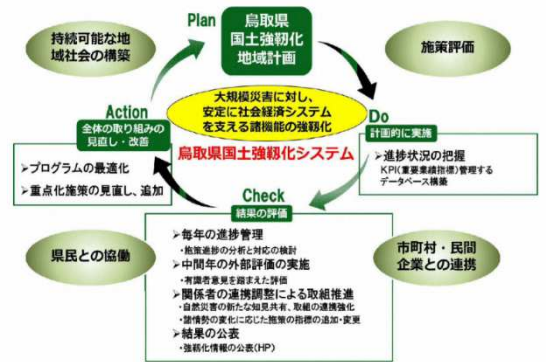 Plan
鳥取県
国土強靭化
地域計画
持続可能な地
域社会の構築
施策評価
大規模災害に対し、
安定に社会経済システム
を支える諸機能の強靭化
鳥取県国土強靭化システム
Action
全体の取り組みの
見直し・改善
➢プログラムの最適化
➢重点化施策の見直し、追加
Do
計画的に実施
➢進捗状況の把握
KPI(重要業績指標)管理する
データベース構築
Check
結果の評価
➢毎年の進捗管理
・施策進捗の分析と対応の検討
➢中間年の外部評価の実施
・有識者意見を踏まえた評価
➢関係者の連携調整による取組推進
・自然災害の新たな知見共有、取組の連携強化
・諸情勢の変化に応じた施策の指標の追加・変更
➢結果の公表
・強靭化情報の公表(HP)
県民との協働
市町村・民間
企業との連携